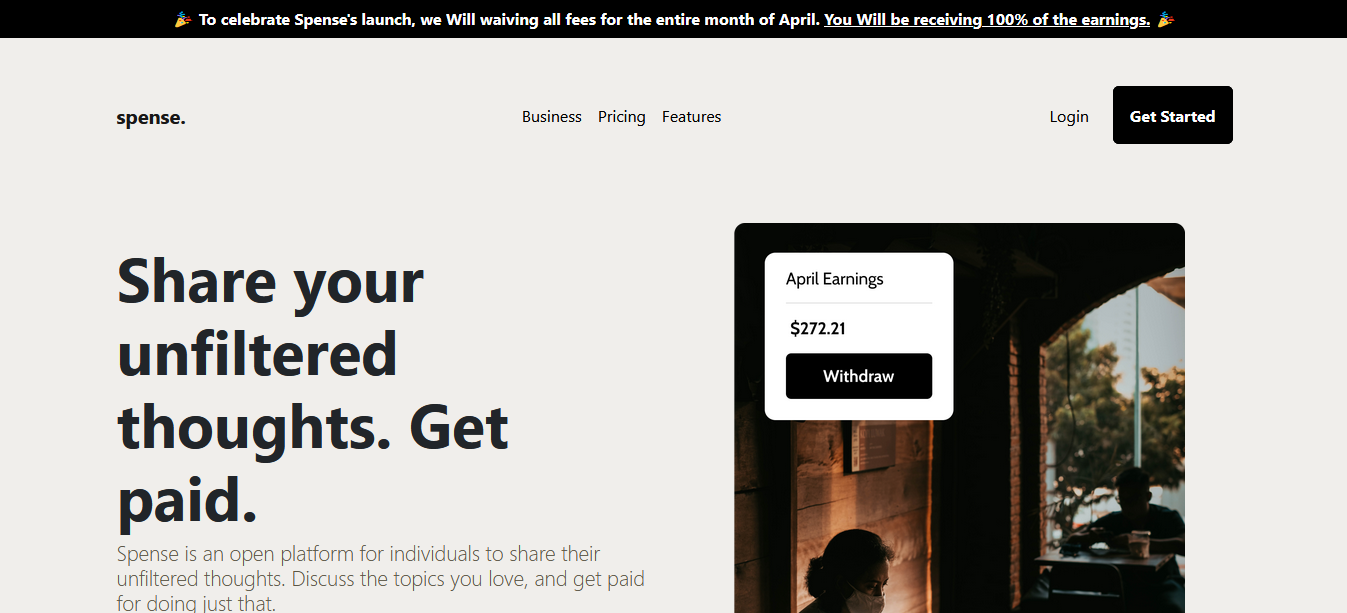 🎉 To celebrate Spense's launch, we Will waiving all fees for the entire month of April. You Will be receiving 100% of the earnings. 🎉
spense.
Business Pricing Features
Login
Get Started
Share your
unfiltered
thoughts. Get
paid.
Spense is an open platform for individuals to share their
unfiltered thoughts. Discuss the topics you love, and get paid
for doing just that.
April Earnings
$272.21
Withdraw